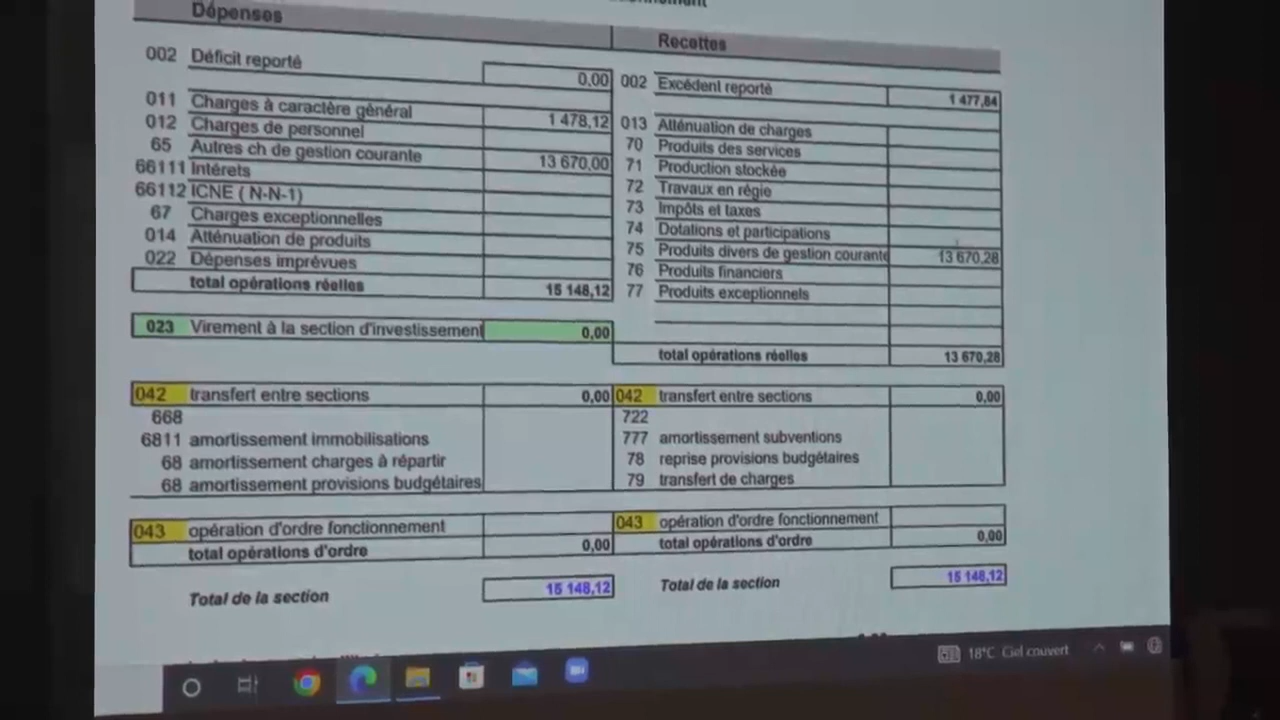 Dépenses
Recettes
002 Déficit reporté 0,00
002 Excédent reporté 1 477,84
011 Charges à caractère général 1 478,12
012 Charges de personnel
65 Autres ch de gestion courante 13 670,00
66111 Intérets
66112 ICNE ( N-N-1)
67 Charges exceptionnelles
014 Atténuation de produits
022 Dépenses imprévues
total opérations réelles 15 148,12
013 Atténuation de charges
70 Produits des services
71 Production stockée
72 Travaux en régie
73 Impôts et taxes
74 Dotations et participations
75 Produits divers de gestion courante 13 670,28
76 Produits financiers
77 Produits exceptionnels
total opérations réelles 13 670,28
023 Virement à la section d'investissement 0,00
042 transfert entre sections 0,00
668
6811 amortissement immobilisations
68 amortissement charges à répartir
68 amortissement provisions budgétaires
042 transfert entre sections 0,00
722
777 amortissement subventions
78 reprise provisions budgétaires
79 transfert de charges
043 opération d'ordre fonctionnement
total opérations d'ordre 0,00
043 opération d'ordre fonctionnement
total opérations d'ordre 0,00
Total de la section 15 148,12
Total de la section 15 148,12
18°C Ciel couvert